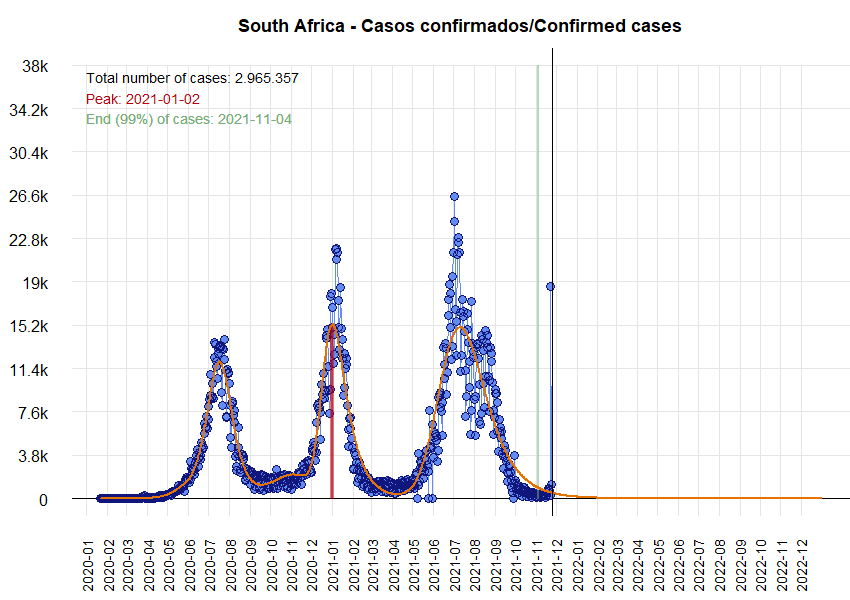 South Africa - Casos confirmados/Confirmed cases
38k
34.2k
30.4k
26.6k
22.8k
19k
15.2k
11.4k
7.6k
3.8k
0
Total number of cases: 2.965.357
Peak: 2021-01-02
End (99%) of cases: 2021-11-04
2020-01
2020-02
2020-03
2020-04
2020-05
2020-06
2020-07
2020-08
2020-09
2020-10
2020-11
2020-12
2021-01
2021-02
2021-03
2021-04
2021-05
2021-06
2021-07
2021-08
2021-09
2021-10
2021-11
2021-12
2022-01
2022-02
2022-03
2022-04
2022-05
2022-06
2022-07
2022-08
2022-09
2022-10
2022-11
2022-12